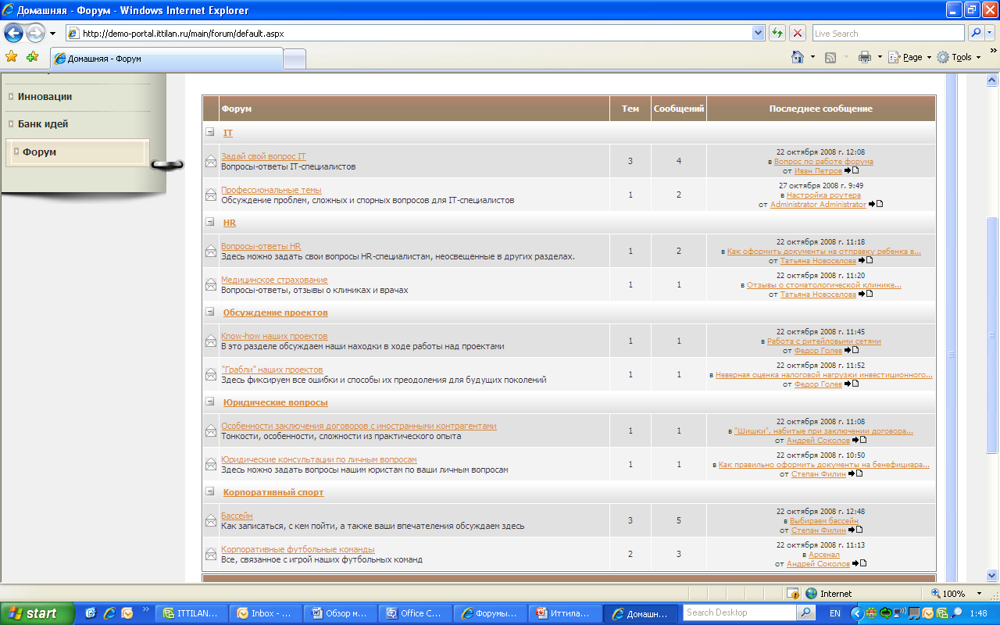 Домашняя - Форум - Windows Internet Explorer
http://demo-portal.ittilan.ru/main/forum/default.aspx
Live Search
Домашняя - Форум
Page
Tools
Инновации
Банк идей
Форум
Форум Тем Сообщений Последнее сообщение
IT
Задай свой вопрос IT
Вопросы-ответы IT-специалистов
3 4
22 октября 2008 г. 12:08
в Вопрос по работе форума
от Иван Петров
Профессиональные темы
Обсуждение проблем, сложных и спорных вопросов для IT-специалистов
1 2
27 октября 2008 г. 9:49
в Настройка роутера
от Administrator Administrator
HR
Вопросы-ответы HR
Здесь можно задать свои вопросы HR-специалистам, неосвещенные в других разделах.
1 2
22 октября 2008 г. 11:18
в Как оформить документы на отправку ребенка в...
от Татьяна Новоселова
Медицинское страхование
Вопросы-ответы, отзывы о клиниках и врачах
1 1
22 октября 2008 г. 11:20
в Отзывы о стоматологической клинике...
от Татьяна Новоселова
Обсуждение проектов
Know-how наших проектов
В это разделе обсуждаем наши находки в ходе работы над проектами
1 1
22 октября 2008 г. 11:45
в Работа с ритейловыми сетями
от Федор Голев
"Грабли" наших проектов
Здесь фиксируем все ошибки и способы их преодоления для будущих поколений
1 1
22 октября 2008 г. 11:52
в Неверная оценка налоговой нагрузки инвестиционного...
от Федор Голев
Юридические вопросы
Особенности заключения договоров с иностранными контрагентами
Тонкости, особенности, сложности из практического опыта
1 1
22 октября 2008 г. 11:08
в "Шишки", набитые при заключении договора...
от Андрей Соколов
Юридические консультации по личным вопросам
Здесь можно задать вопросы нашим юристам по ваши личным вопросам
1 1
22 октября 2008 г. 10:50
в Как правильно оформить документы на бенефициара...
от Степан Филин
Корпоративный спорт
Бассейн
Как записаться, с кем пойти, а также ваши впечателения обсуждаем здесь
3 5
22 октября 2008 г. 12:48
в Выбираем бассейн
от Степан Филин
Корпоративные футбольные команды
Все, связанное с игрой наших футбольных команд
2 3
22 октября 2008 г. 11:13
в Арсенал
от Андрей Соколов
Internet 100%
start ITTILAN... Inbox - ... Обзор м... Office C... Форумы... Иттила... Домашн... Search Desktop EN 1:48